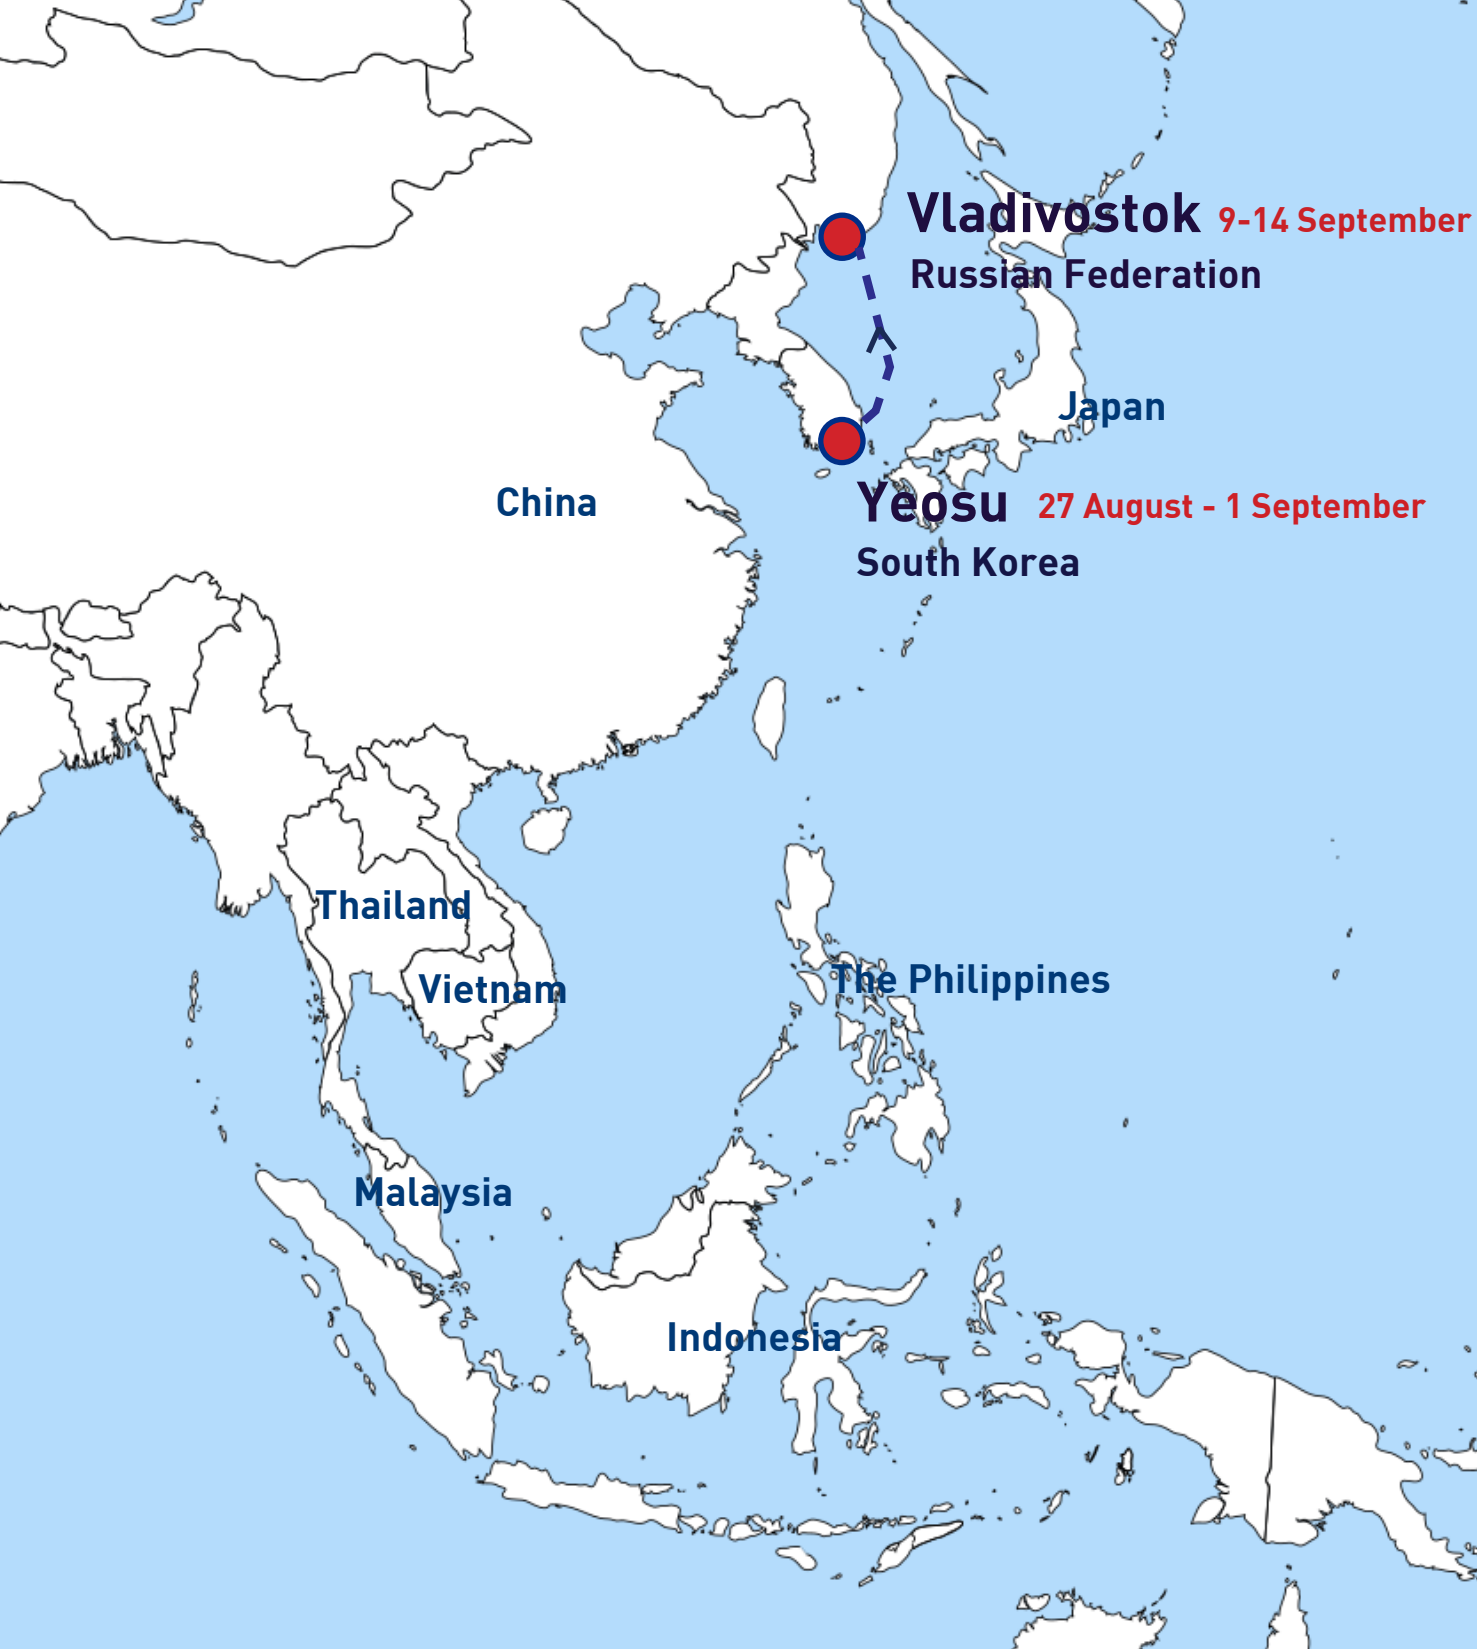 Vladivostok 9-14 September
Russian Federation
Japan
China
Yeosu 27 August - 1 September
South Korea
Thailand
Vietnam
The Philippines
Malaysia
Indonesia